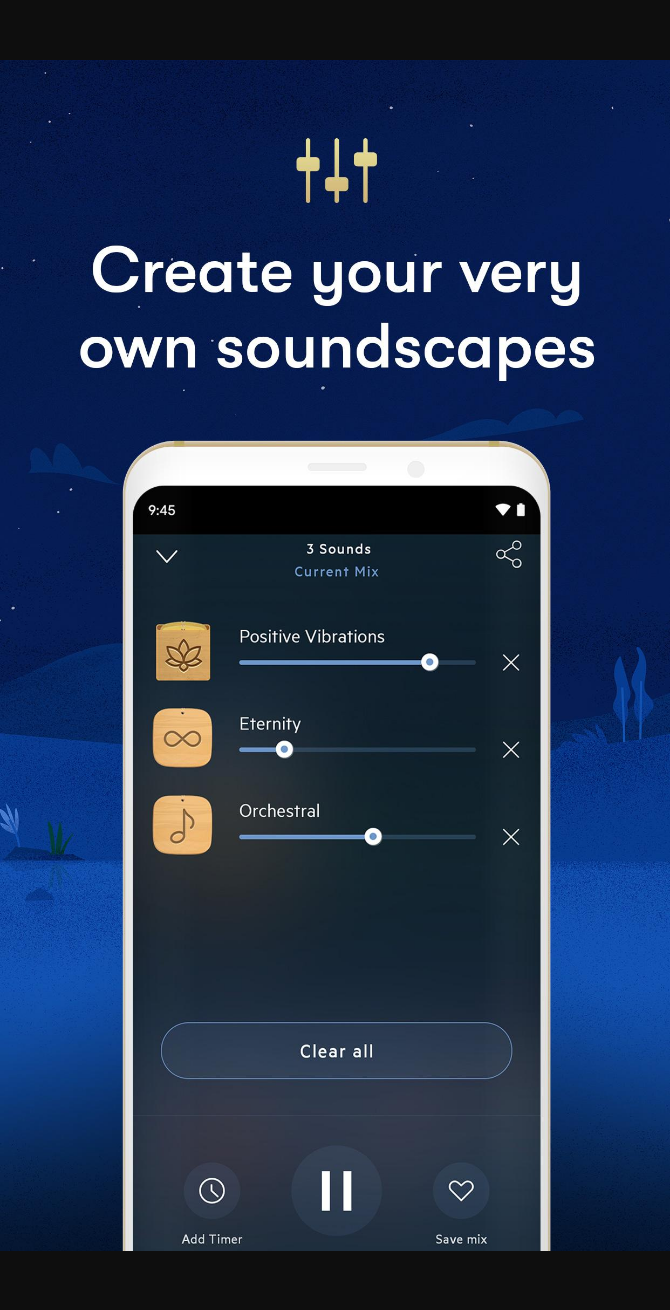 Create your very
own soundscapes
9:45
3 Sounds
Current Mix
Positive Vibrations
Eternity
Orchestral
Clear all
Add Timer
Save mix